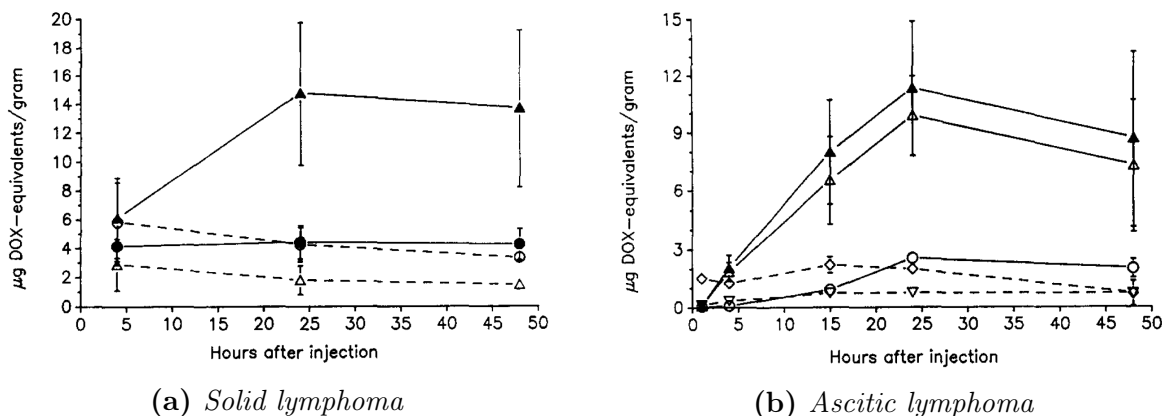 µg DOX-equivalents/gram
20
18
16
14
12
10
8
6
4
2
0
0 5 10 15 20 25 30 35 40 45 50
Hours after injection
(a) Solid lymphoma
µg DOX-equivalents/gram
15
12
9
6
3
0
0 5 10 15 20 25 30 35 40 45 50
Hours after injection
(b) Ascitic lymphoma